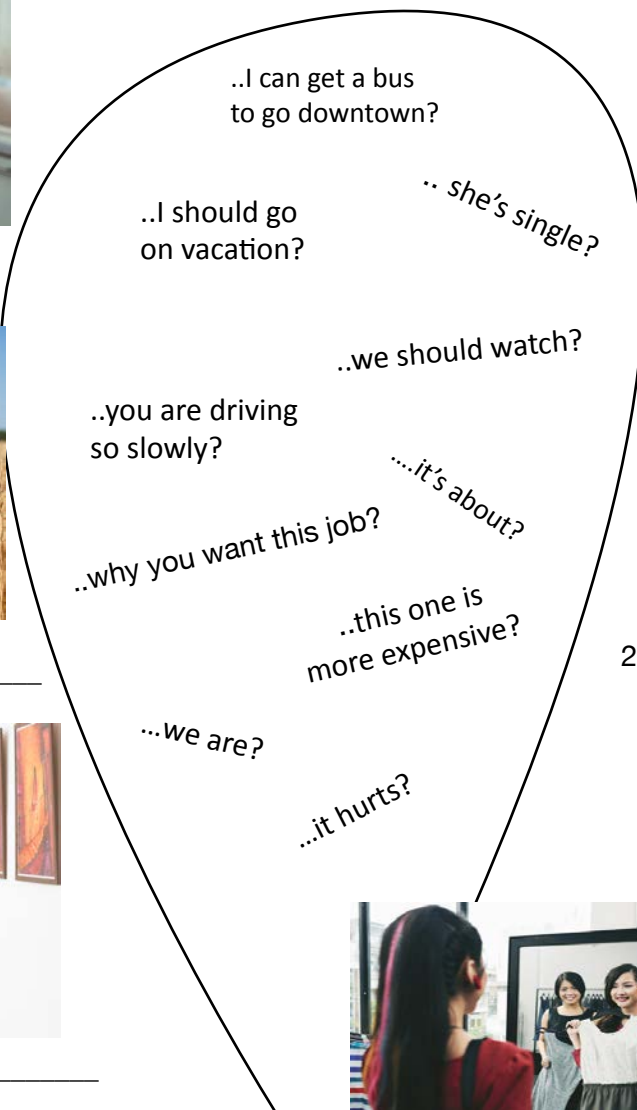 ..I can get a bus
to go downtown?
.. she's single?
..I should go
on vacation?
..we should watch?
..you are driving
so slowly?
....it's about?
..why you want this job?
..this one is
more expensive?
2
...we are?
...it hurts?